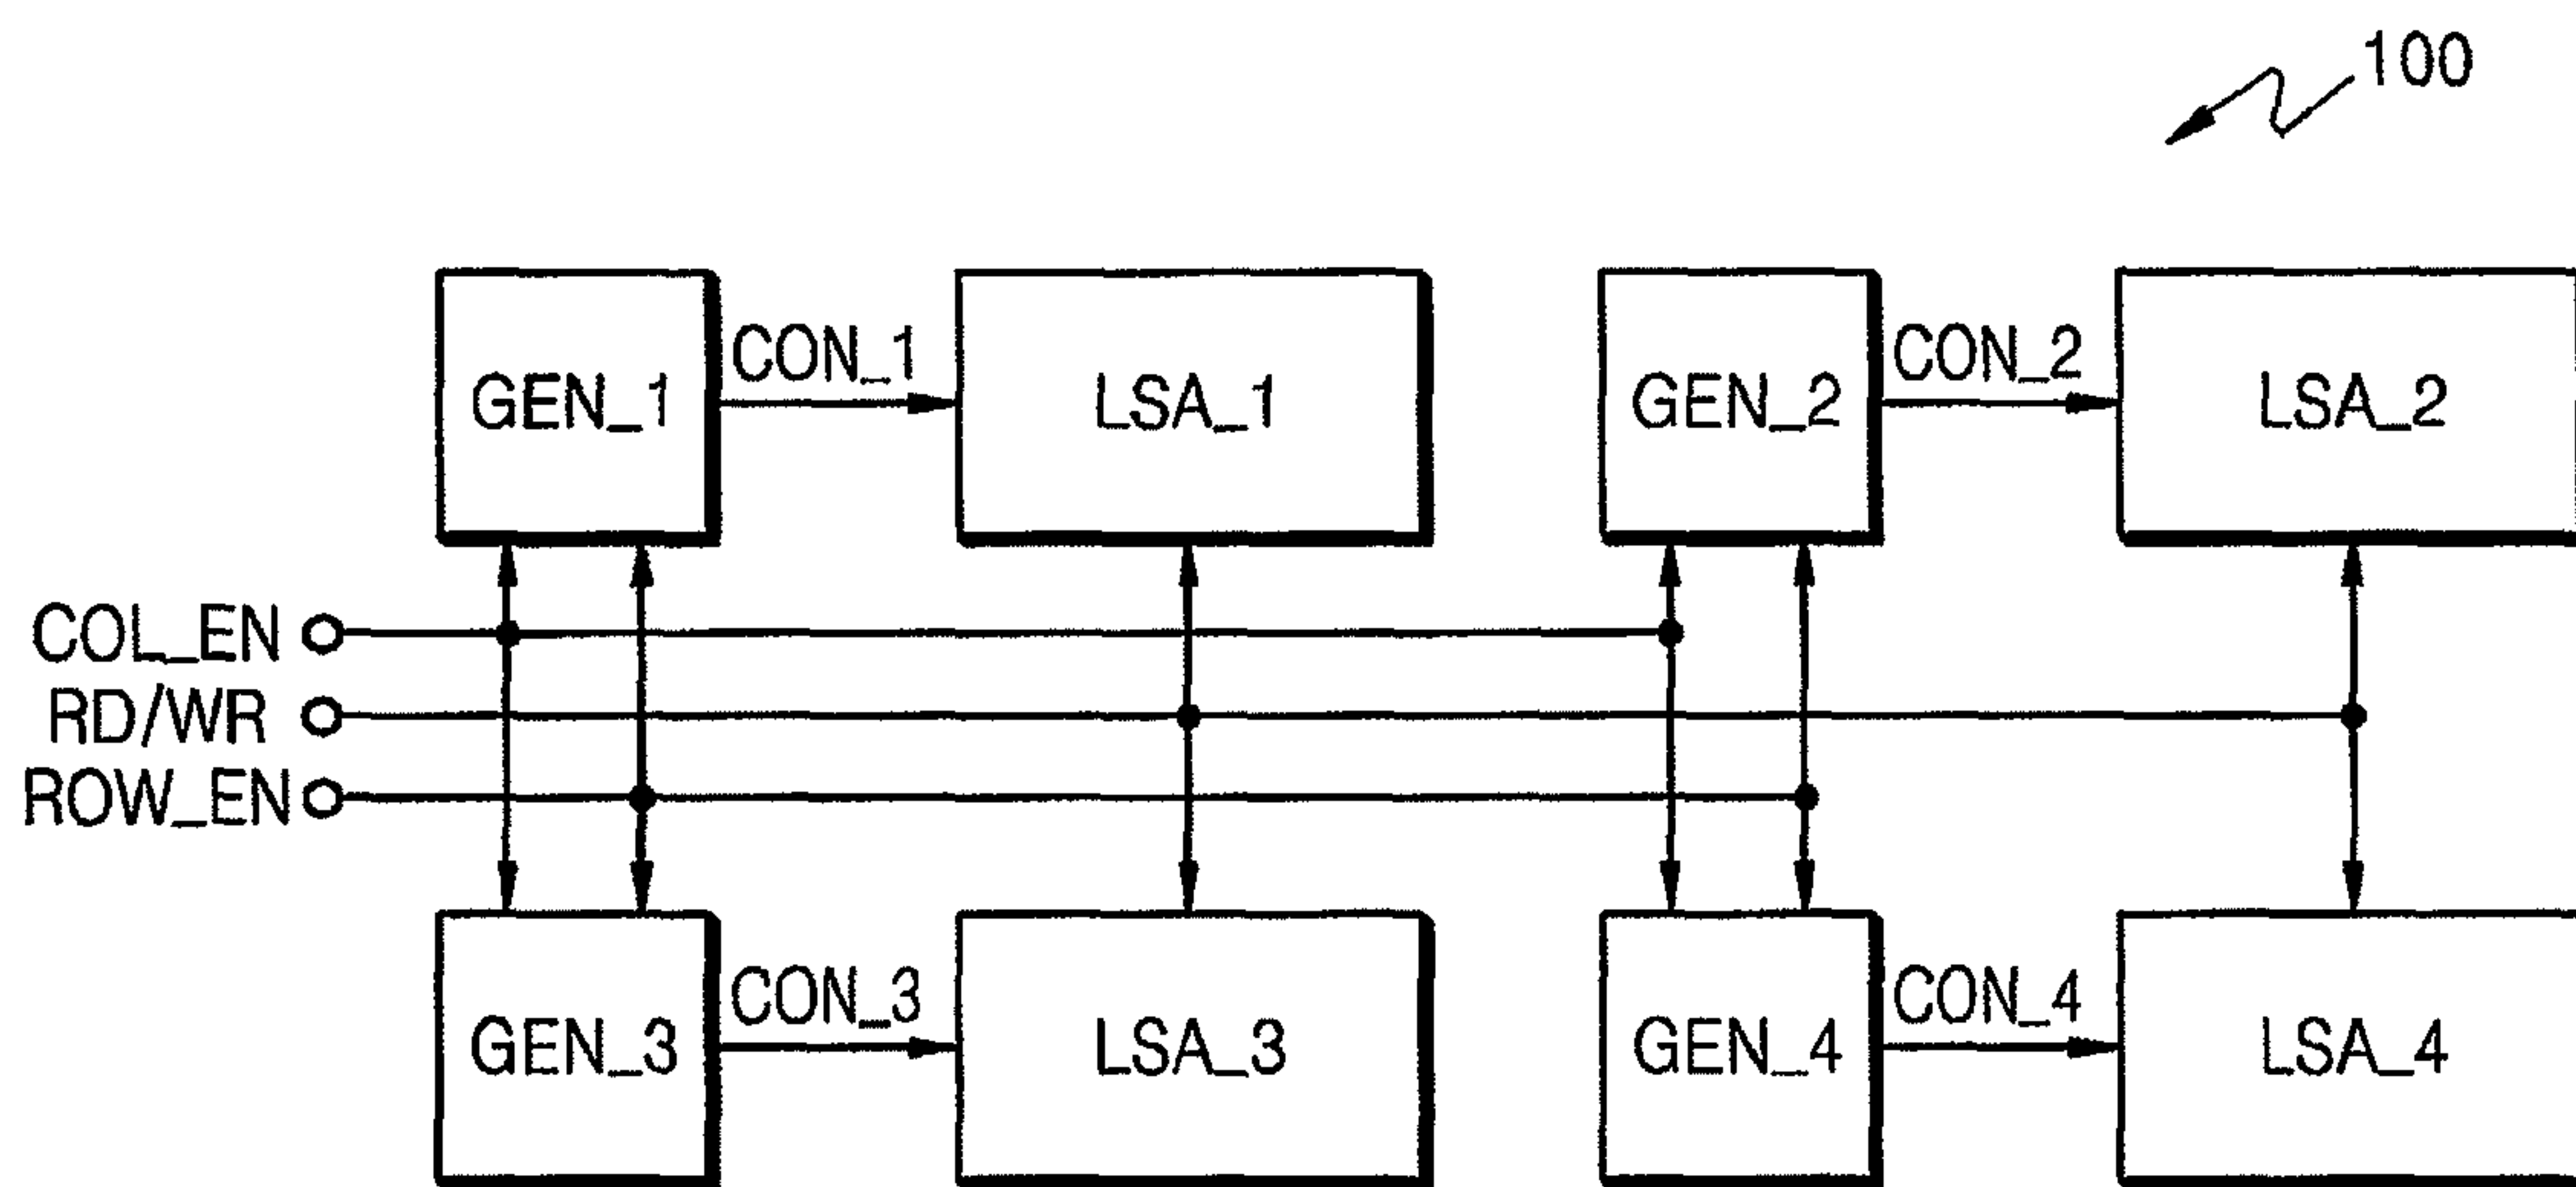 100
CON_1
CON_2
GEN_1
LSA_1
GEN_2
LSA_2
COL_EN
RD/WR
ROW_EN
CON_3
CON_4
GEN_3
LSA_3
GEN_4
LSA_4